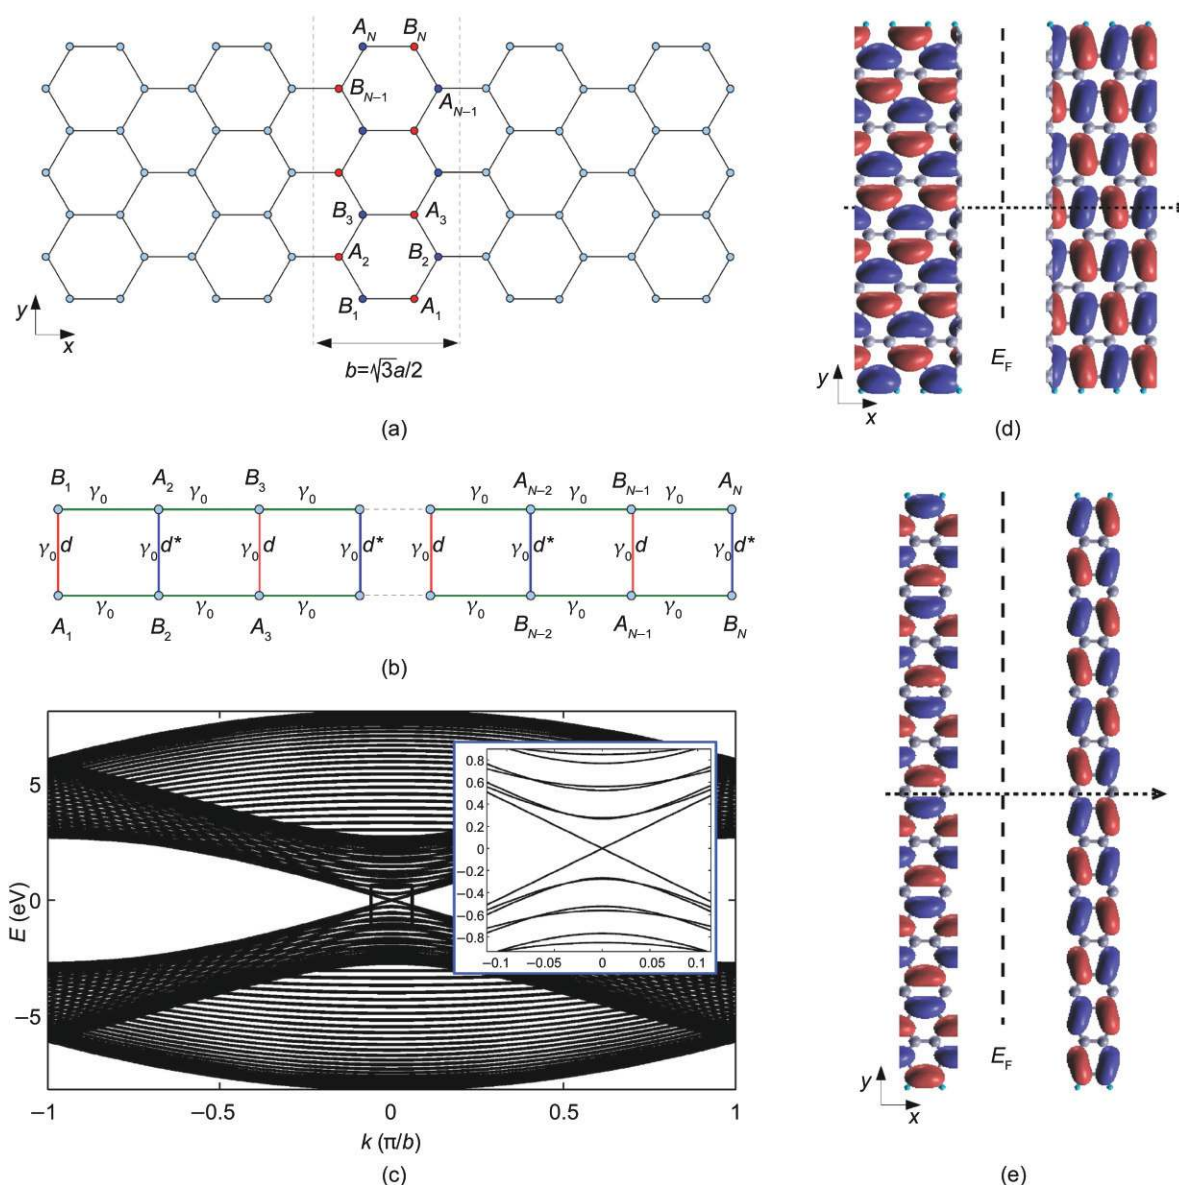 A_N B_N
B_{N−1}
A_{N−1}
B_3 A_3
A_2 B_2
B_1 A_1
y
x
b=√3a/2
(a)
B_1 A_2 B_3 A_{N−2} B_{N−1} A_N
γ_0 γ_0 γ_0 γ_0 γ_0 γ_0
γ_0 d γ_0 d* γ_0 d γ_0 d* γ_0 d γ_0 d* γ_0 d γ_0 d*
γ_0 γ_0 γ_0 γ_0 γ_0 γ_0
A_1 B_2 A_3 B_{N−2} A_{N−1} B_N
(b)
E (eV)
5
0
−5
0.8
0.6
0.4
0.2
0
−0.2
−0.4
−0.6
−0.8
−0.1 −0.05 0 0.05 0.1
−1 −0.5 0 0.5 1
k (π/b)
(c)
E_F
y
x
(d)
E_F
y
x
(e)